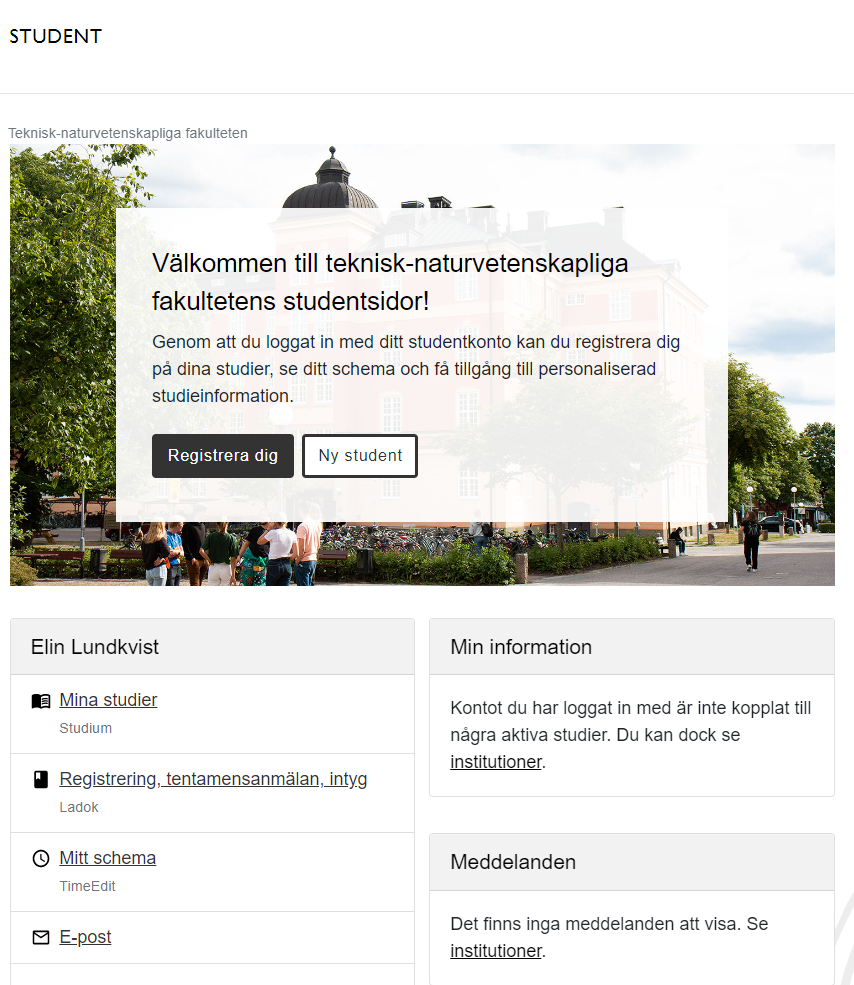 STUDENT
Teknisk-naturvetenskapliga fakulteten
Välkommen till teknisk-naturvetenskapliga
fakultetens studentsidor!
Genom att du loggat in med ditt studentkonto kan du registrera dig
på dina studier, se ditt schema och få tillgång till personaliserad
studieinformation.
Registrera dig
Ny student
Elin Lundkvist
Mina studier
Studium
Registrering, tentamensanmälan, intyg
Ladok
Mitt schema
TimeEdit
E-post
Min information
Kontot du har loggat in med är inte kopplat till
några aktiva studier. Du kan dock se
institutioner.
Meddelanden
Det finns inga meddelanden att visa. Se
institutioner.